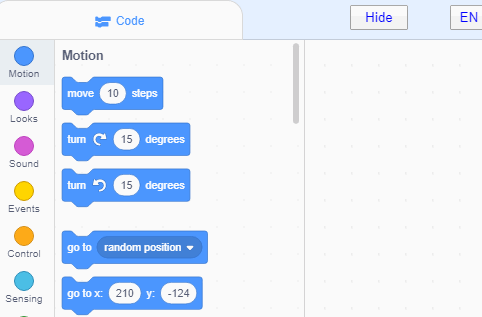 Code
Hide
EN
Motion
Looks
Sound
Events
Control
Sensing
Motion
move 10 steps
turn 15 degrees
turn 15 degrees
go to random position
go to x: 210 y: -124